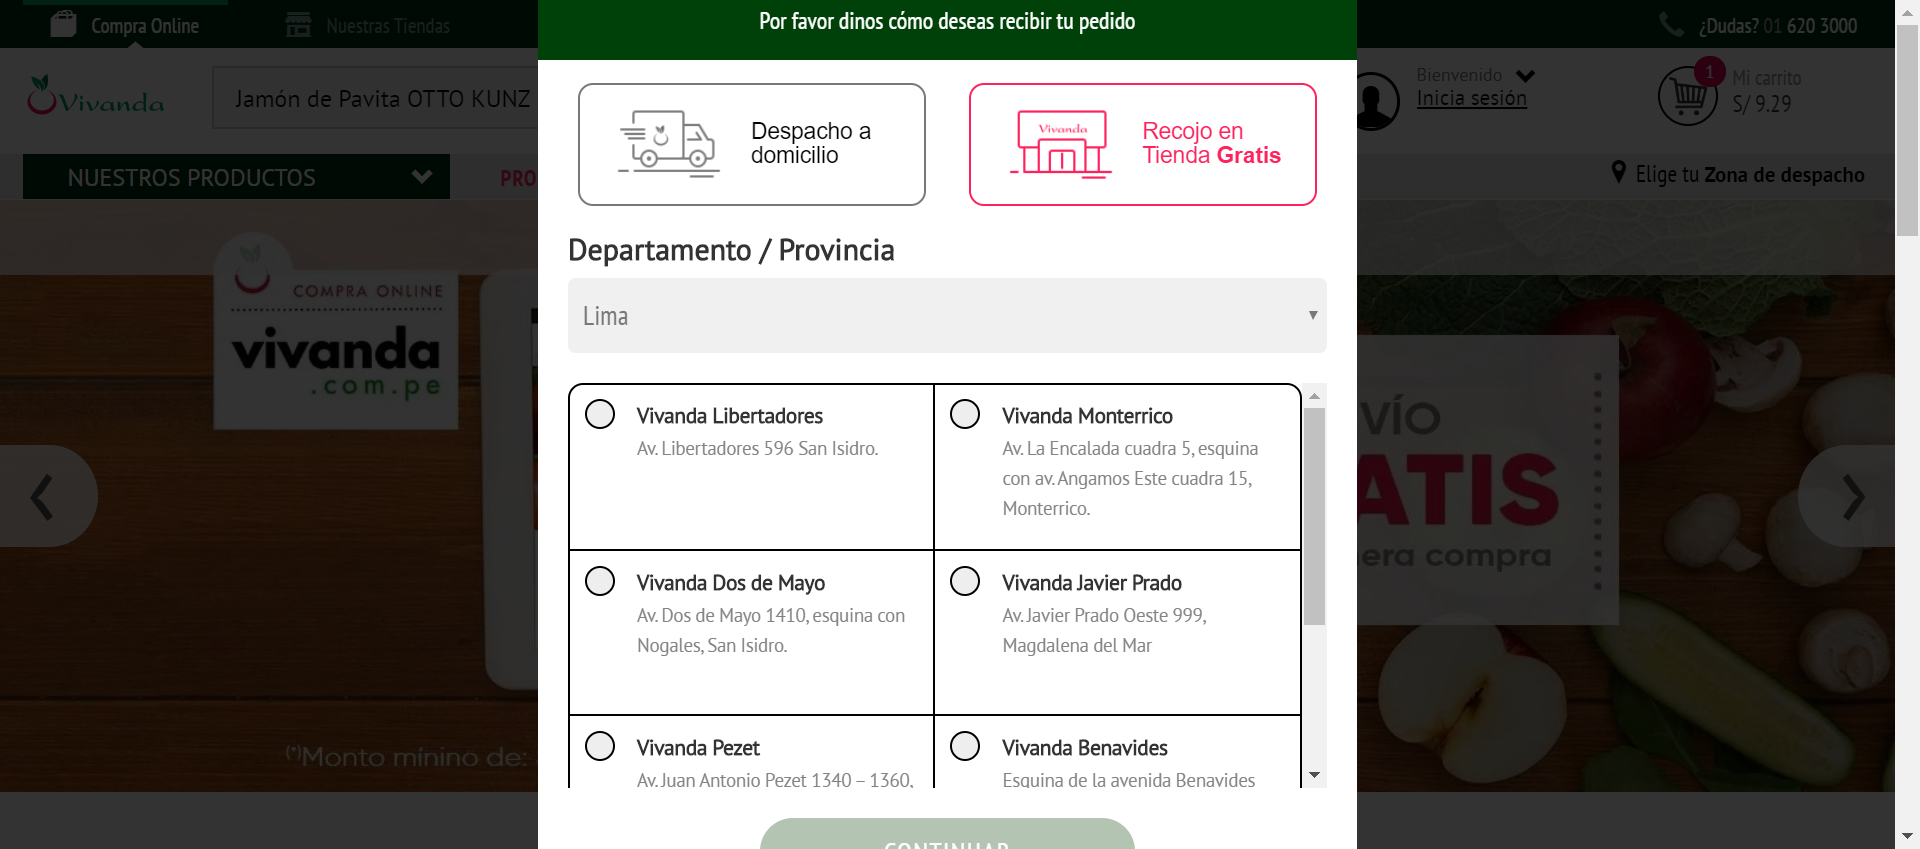 Compra Online
Nuestras Tiendas
Por favor dinos cómo deseas recibir tu pedido
¿Dudas? 01 620 3000
Vivanda
Jamón de Pavita OTTO KUNZ
Despacho a
domicilio
Vivanda
Recojo en
Tienda Gratis
Bienvenido
Inicia sesión
1
Mi carrito
S/ 9.29
NUESTROS PRODUCTOS
PRO
Elige tu Zona de despacho
Departamento / Provincia
Lima
COMPRA ONLINE
vivanda
.com.pe
Vivanda Libertadores
Av. Libertadores 596 San Isidro.
Vivanda Monterrico
Av. La Encalada cuadra 5, esquina
con av. Angamos Este cuadra 15,
Monterrico.
VÍO
ATIS
era compra
Vivanda Dos de Mayo
Av. Dos de Mayo 1410, esquina con
Nogales, San Isidro.
Vivanda Javier Prado
Av. Javier Prado Oeste 999,
Magdalena del Mar
Vivanda Pezet
Av. Juan Antonio Pezet 1340 – 1360,
Vivanda Benavides
Esquina de la avenida Benavides
(*)Monto mínino de:
CONTINUAR